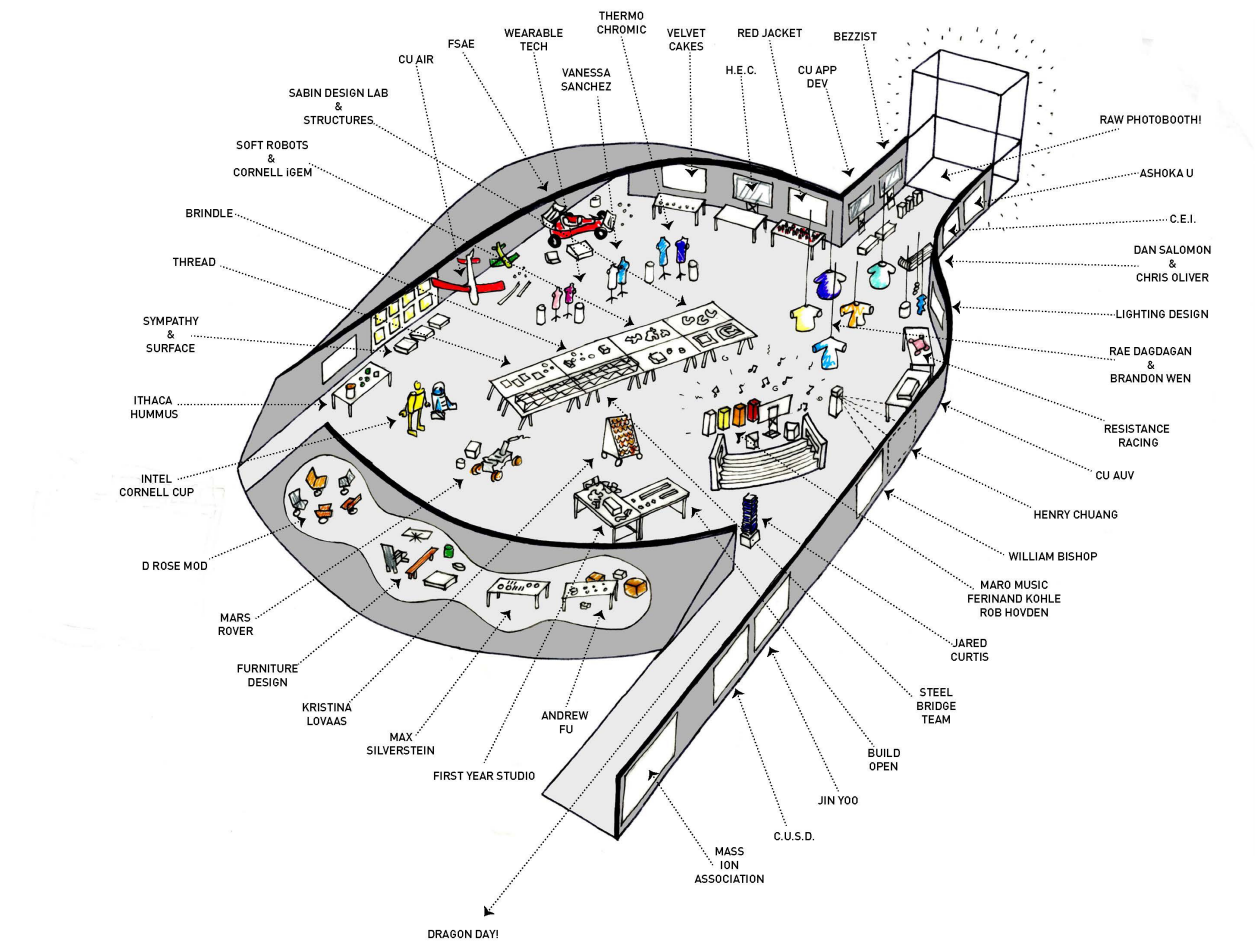 THERMO
CHROMIC
WEARABLE
TECH
VELVET
CAKES
RED JACKET
BEZZIST
FSAE
CU AIR
VANESSA
SANCHEZ
H.E.C.
CU APP
DEV
SABIN DESIGN LAB
&
STRUCTURES
RAW PHOTOBOOTH!
SOFT ROBOTS
&
CORNELL iGEM
ASHOKA U
BRINDLE
C.E.I.
THREAD
DAN SALOMON
&
CHRIS OLIVER
SYMPATHY
&
SURFACE
LIGHTING DESIGN
RAE DAGDAGAN
&
BRANDON WEN
ITHACA
HUMMUS
RESISTANCE
RACING
INTEL
CORNELL CUP
CU AUV
HENRY CHUANG
D ROSE MOD
WILLIAM BISHOP
MARS
ROVER
MARO MUSIC
FERINAND KOHLE
ROB HOVDEN
FURNITURE
DESIGN
JARED
CURTIS
KRISTINA
LOVAAS
ANDREW
FU
STEEL
BRIDGE
TEAM
MAX
SILVERSTEIN
BUILD
OPEN
FIRST YEAR STUDIO
JIN YOO
C.U.S.D.
MASS
ION
ASSOCIATION
DRAGON DAY!